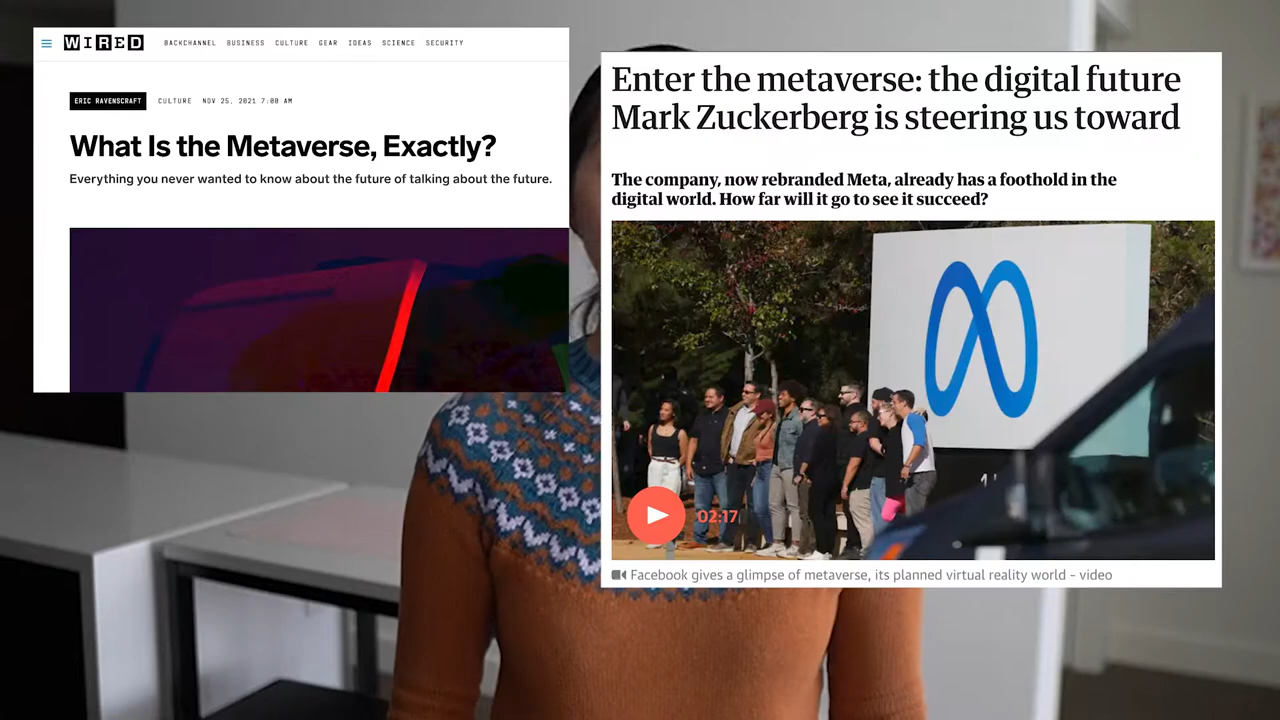 WIRED
BACKCHANNEL BUSINESS CULTURE GEAR IDEAS SCIENCE SECURITY
ERIC RAVENSCRAFT CULTURE NOV 25, 2021 7:00 AM
What Is the Metaverse, Exactly?
Everything you never wanted to know about the future of talking about the future.
Enter the metaverse: the digital future
Mark Zuckerberg is steering us toward
The company, now rebranded Meta, already has a foothold in the
digital world. How far will it go to see it succeed?
02:17
Facebook gives a glimpse of metaverse, its planned virtual reality world - video